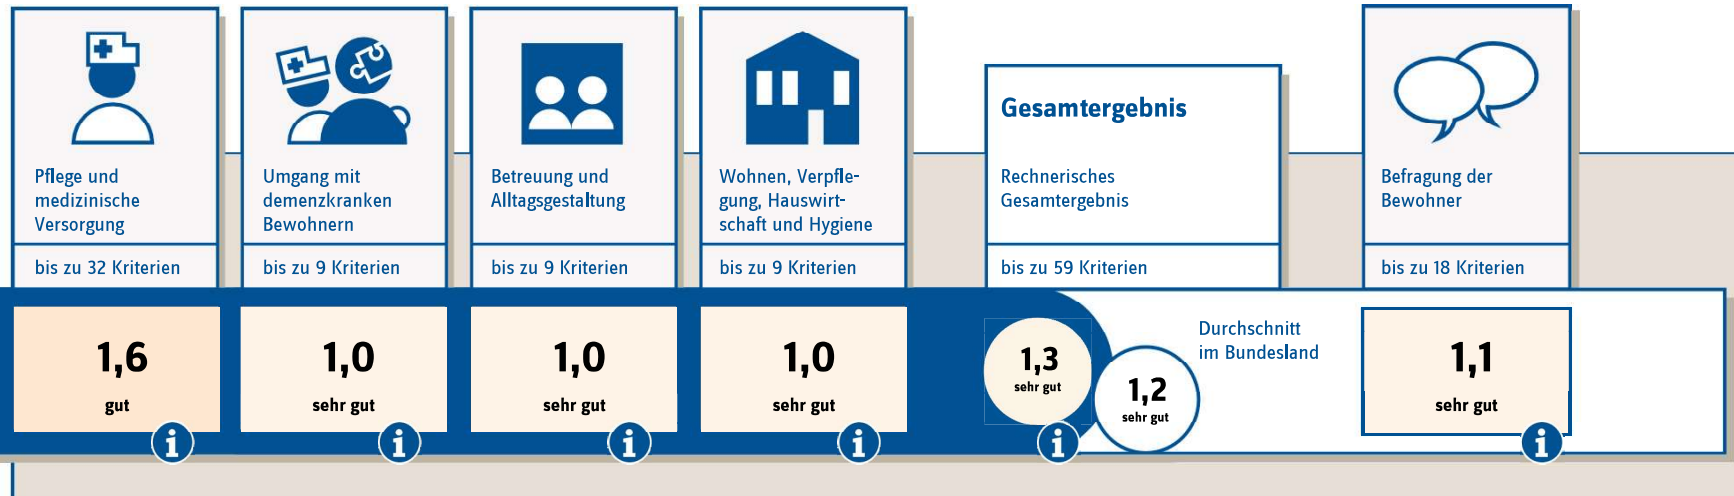 Pflege und
medizinische
Versorgung
bis zu 32 Kriterien
1,6
gut
i
Umgang mit
demenzkranken
Bewohnern
bis zu 9 Kriterien
1,0
sehr gut
i
Betreuung und
Alltagsgestaltung
bis zu 9 Kriterien
1,0
sehr gut
i
Wohnen, Verpfle-
gung, Hauswirt-
schaft und Hygiene
bis zu 9 Kriterien
1,0
sehr gut
i
Gesamtergebnis
Rechnerisches
Gesamtergebnis
bis zu 59 Kriterien
1,3
sehr gut
i
Durchschnitt
im Bundesland
1,2
sehr gut
Befragung der
Bewohner
bis zu 18 Kriterien
1,1
sehr gut
i